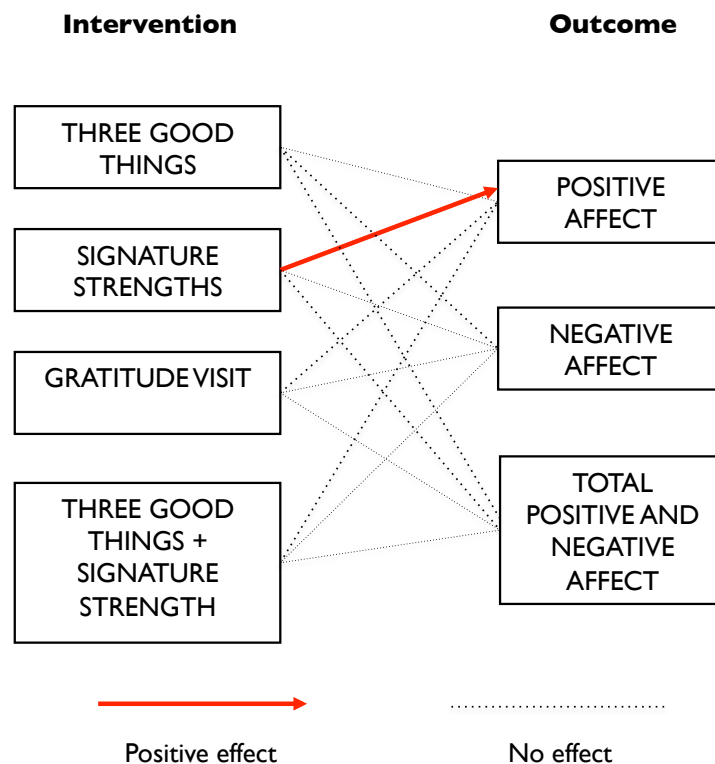 Intervention
Outcome
THREE GOOD
THINGS
SIGNATURE
STRENGTHS
GRATITUDE VISIT
THREE GOOD
THINGS +
SIGNATURE
STRENGTH
POSITIVE
AFFECT
NEGATIVE
AFFECT
TOTAL
POSITIVE AND
NEGATIVE
AFFECT
Positive effect
No effect